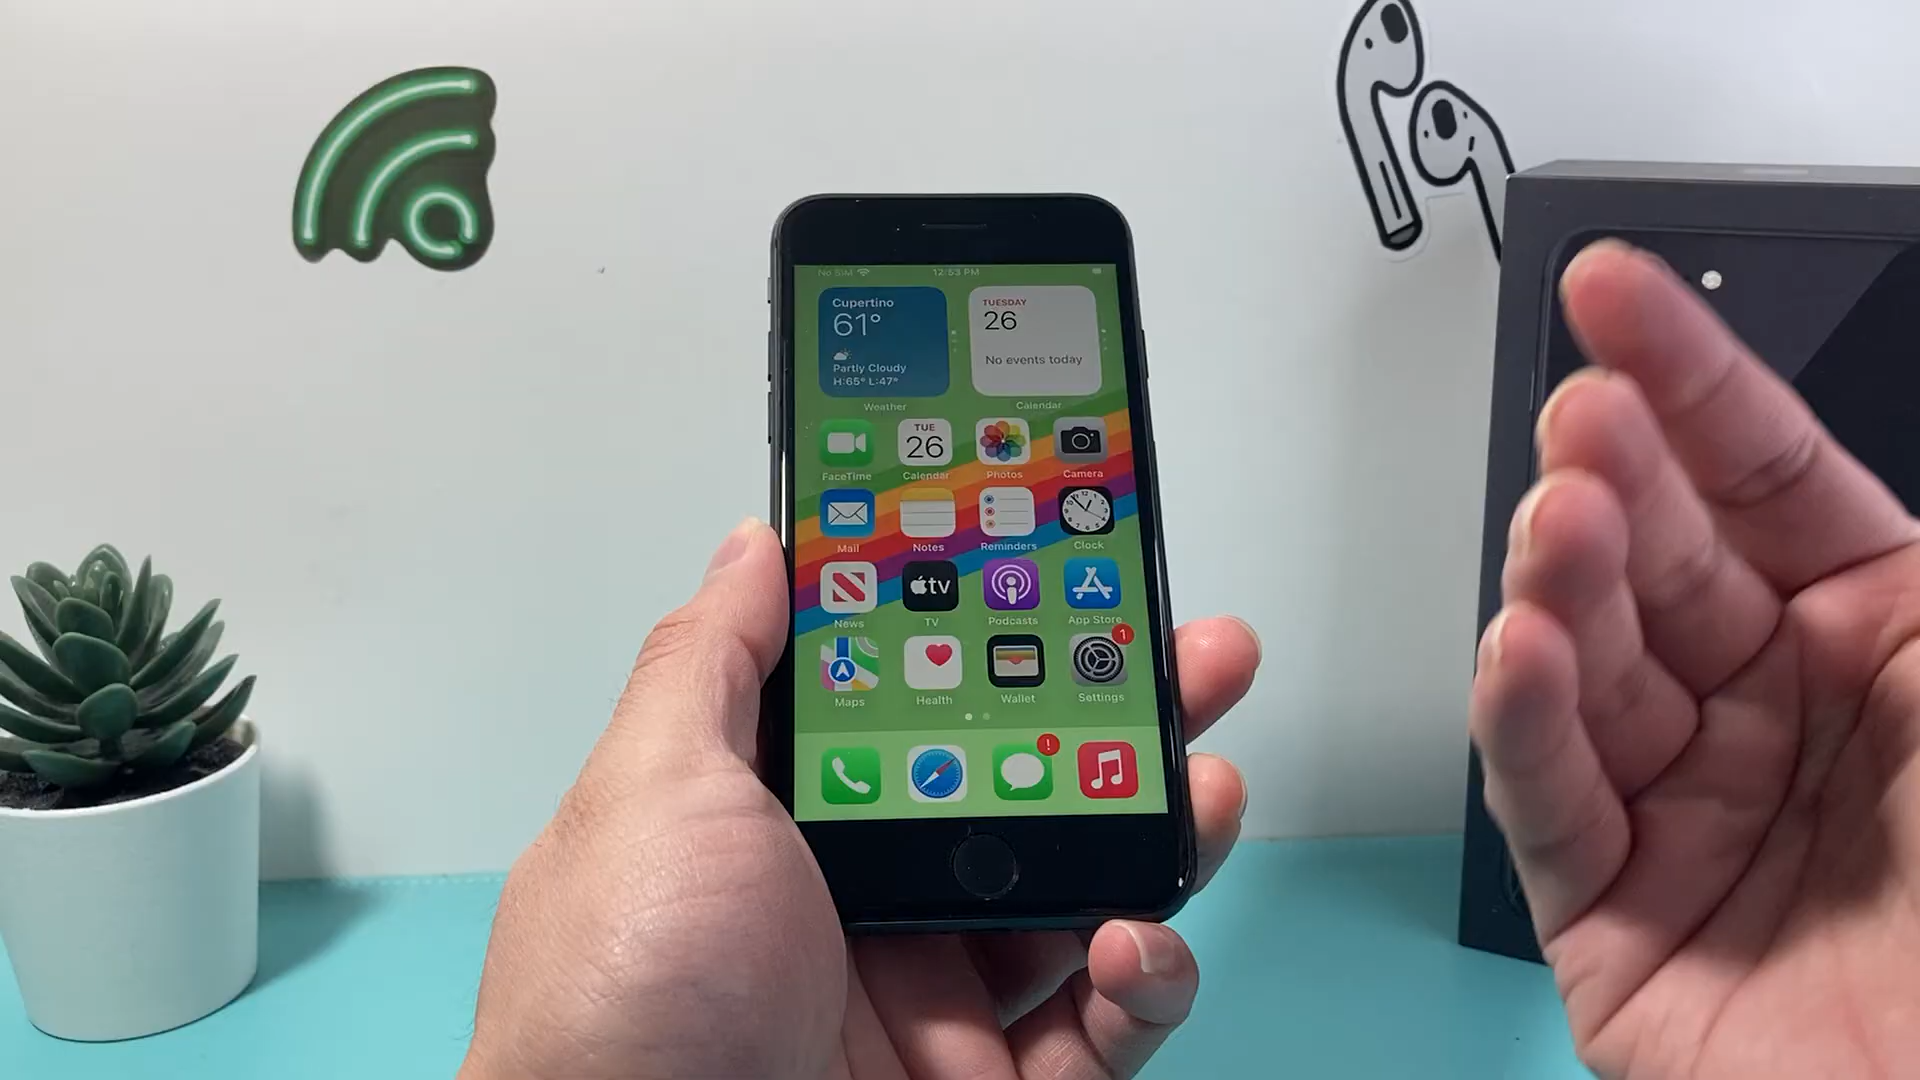 No SIM 12:53 PM
Cupertino
61°
Partly Cloudy
H:65° L:47°
TUESDAY
26
No events today
Weather Calendar
TUE
26
FaceTime Calendar Photos Camera
Mail Notes Reminders Clock
tv
News TV Podcasts App Store
1
Maps Health Wallet Settings
!